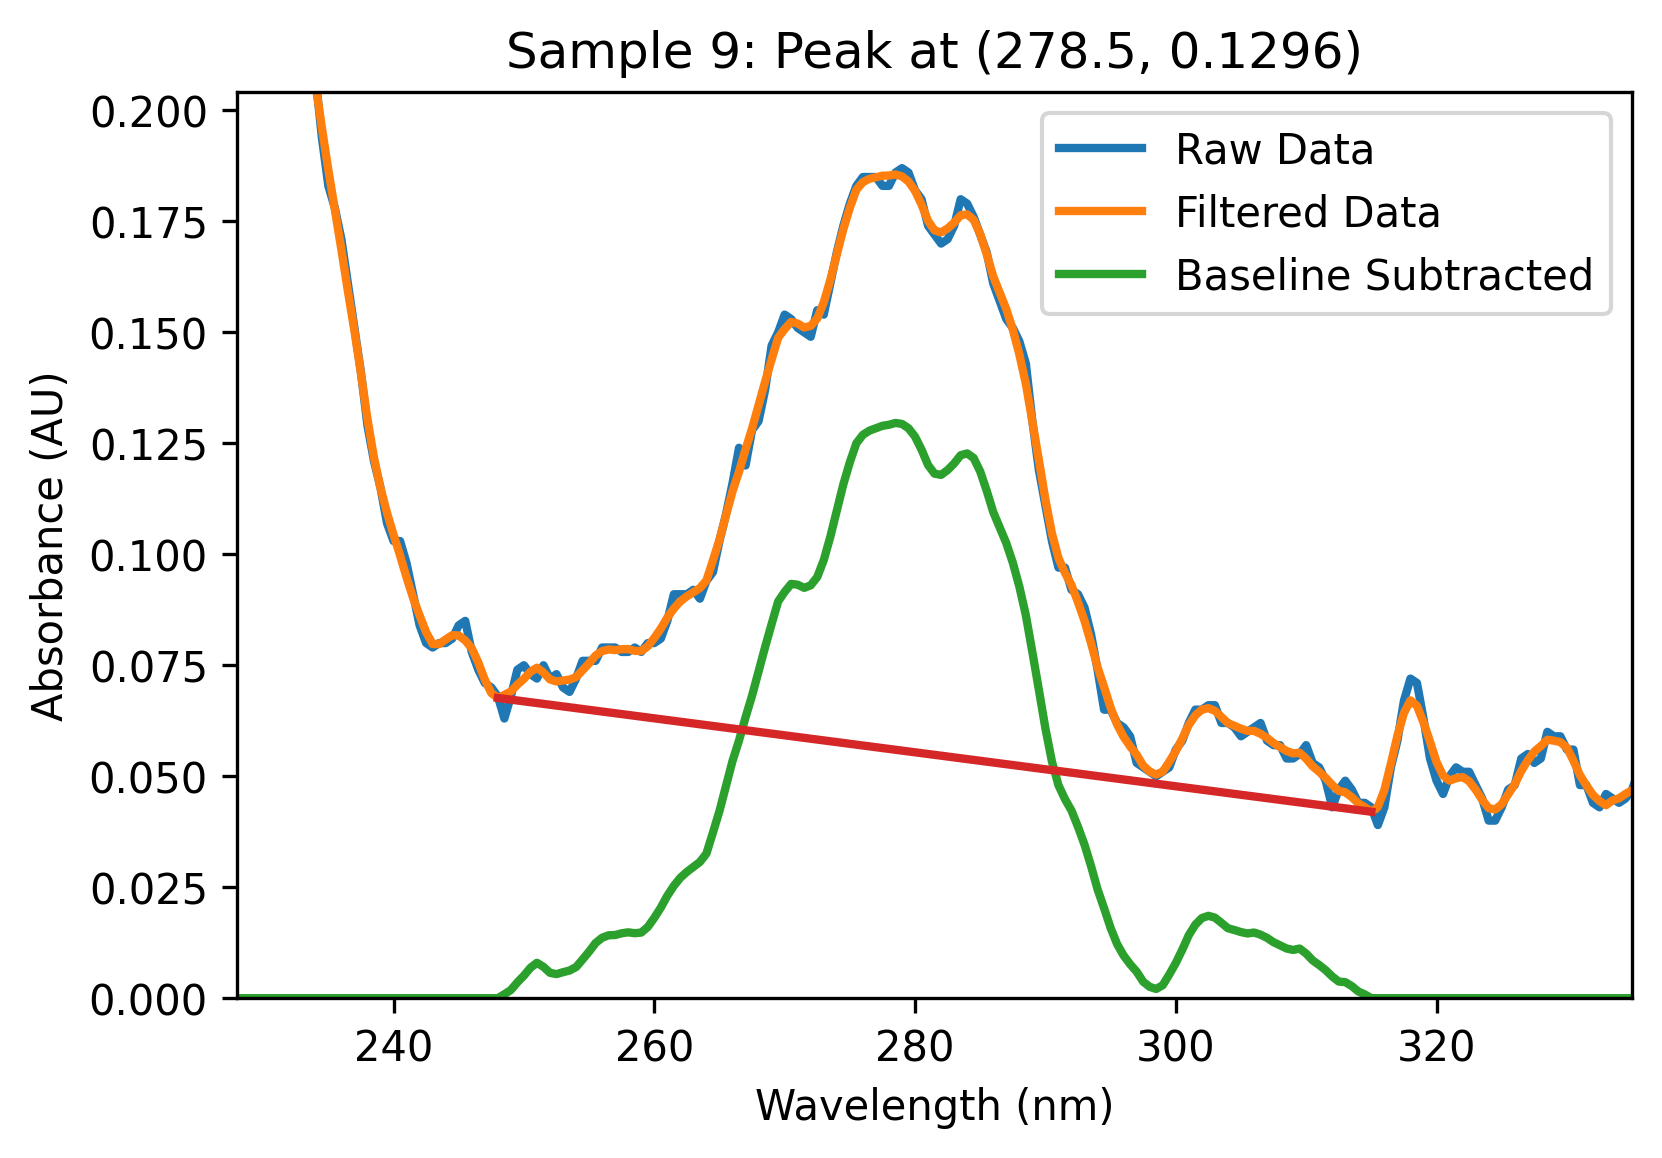 Sample 9: Peak at (278.5, 0.1296)
Raw Data
Filtered Data
Baseline Subtracted
Absorbance (AU)
0.200
0.175
0.150
0.125
0.100
0.075
0.050
0.025
0.000
240 260 280 300 320
Wavelength (nm)